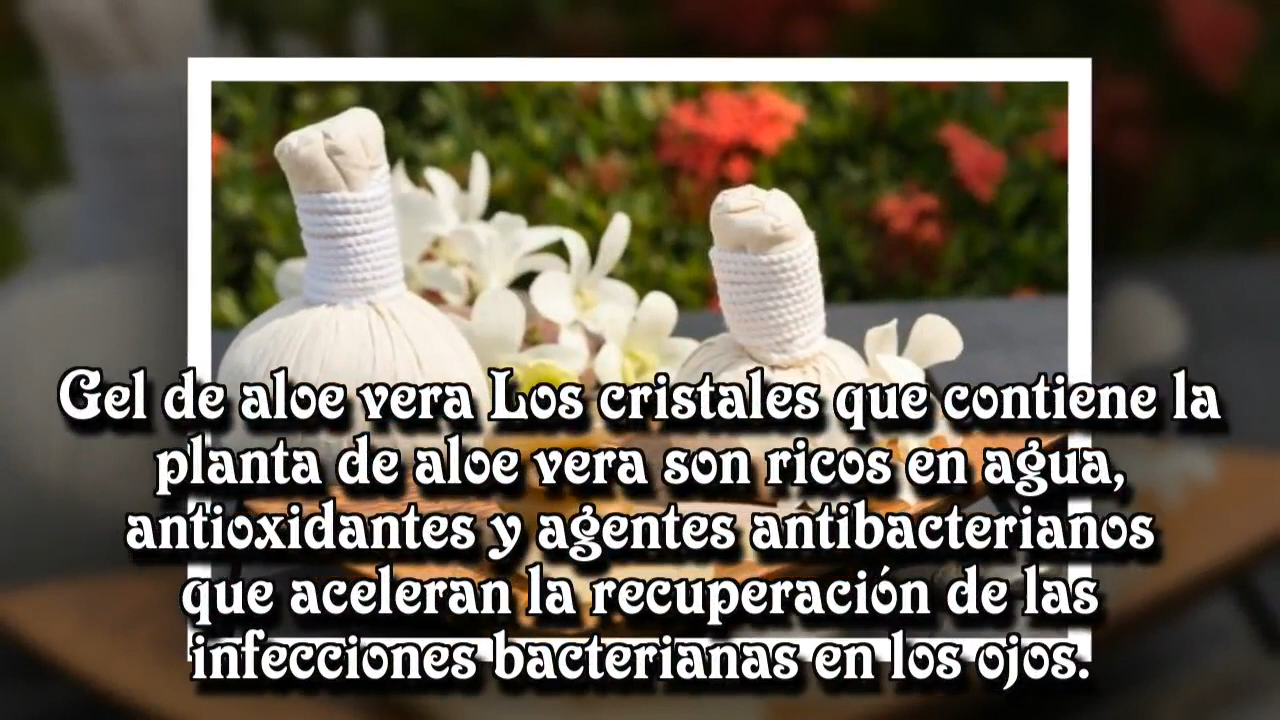 Gel de aloe vera Los cristales que contiene la
planta de aloe vera son ricos en agua,
antioxidantes y agentes antibacterianos
que aceleran la recuperación de las
infecciones bacterianas en los ojos.